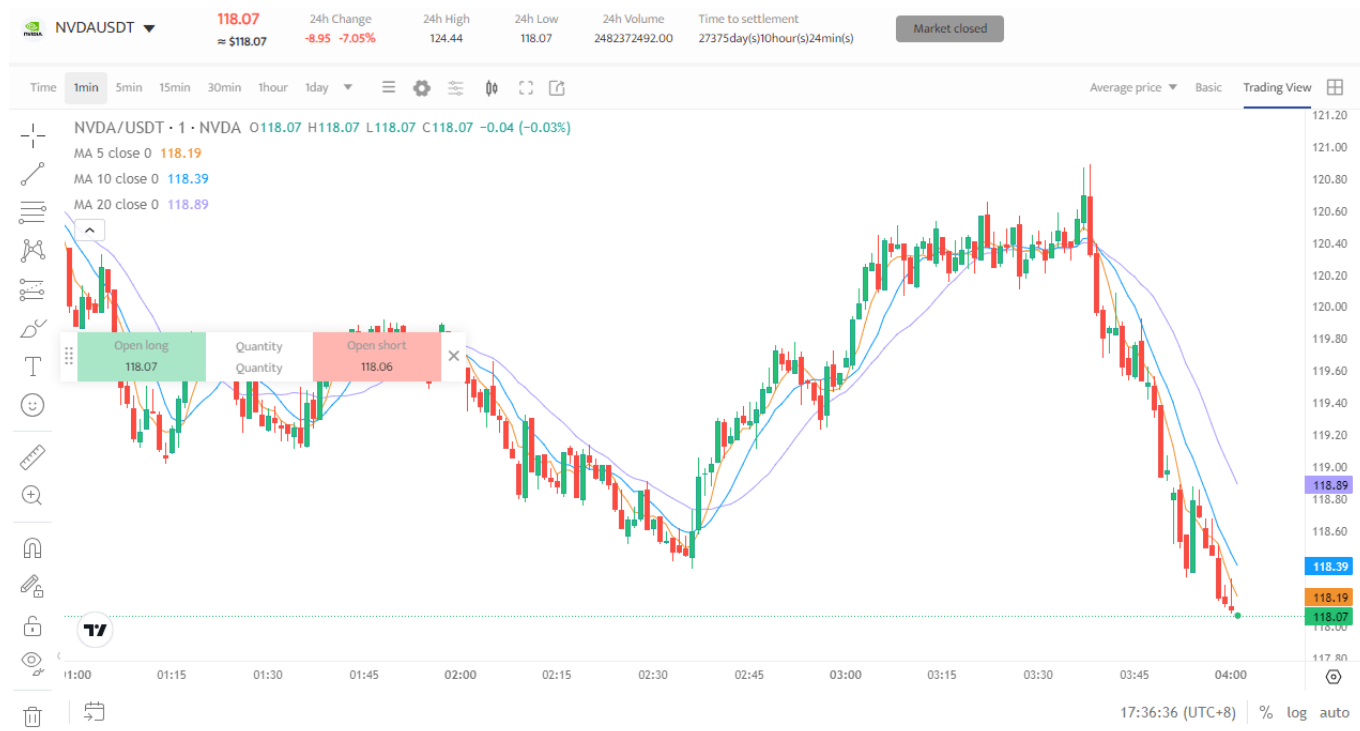 NVIDIA
NVDAUSDT
118.07
≈ $118.07
24h Change
-8.95 -7.05%
24h High
124.44
24h Low
118.07
24h Volume
2482372492.00
Time to settlement
27375day(s)10hour(s)24min(s)
Market closed
Time 1min 5min 15min 30min 1hour 1day
Average price Basic Trading View
NVDA/USDT · 1 · NVDA O118.07 H118.07 L118.07 C118.07 −0.04 (−0.03%)
MA 5 close 0 118.19
MA 10 close 0 118.39
MA 20 close 0 118.89
Open long
118.07
Quantity
Quantity
Open short
118.06
121.20
121.00
120.80
120.60
120.40
120.20
120.00
119.80
119.60
119.40
119.20
119.00
118.89
118.80
118.60
118.39
118.19
118.07
118.00
117.80
01:00 01:15 01:30 01:45 02:00 02:15 02:30 02:45 03:00 03:15 03:30 03:45 04:00
17:36:36 (UTC+8) % log auto